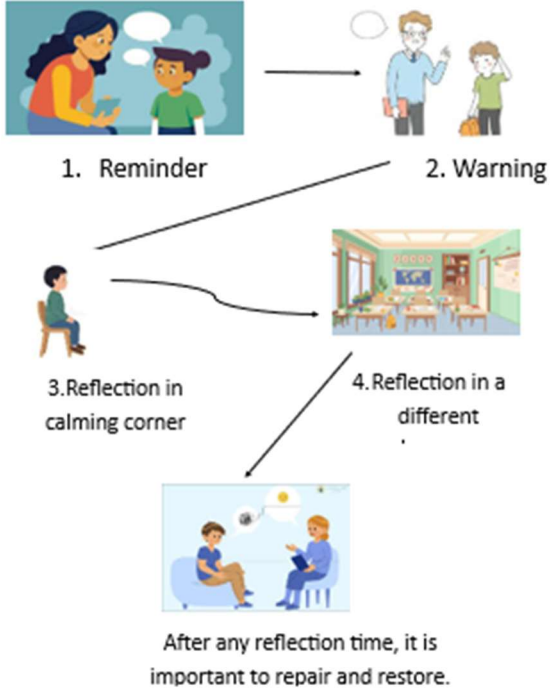 1. Reminder
2. Warning
3.Reflection in
calming corner
4.Reflection in a
different
After any reflection time, it is
important to repair and restore.